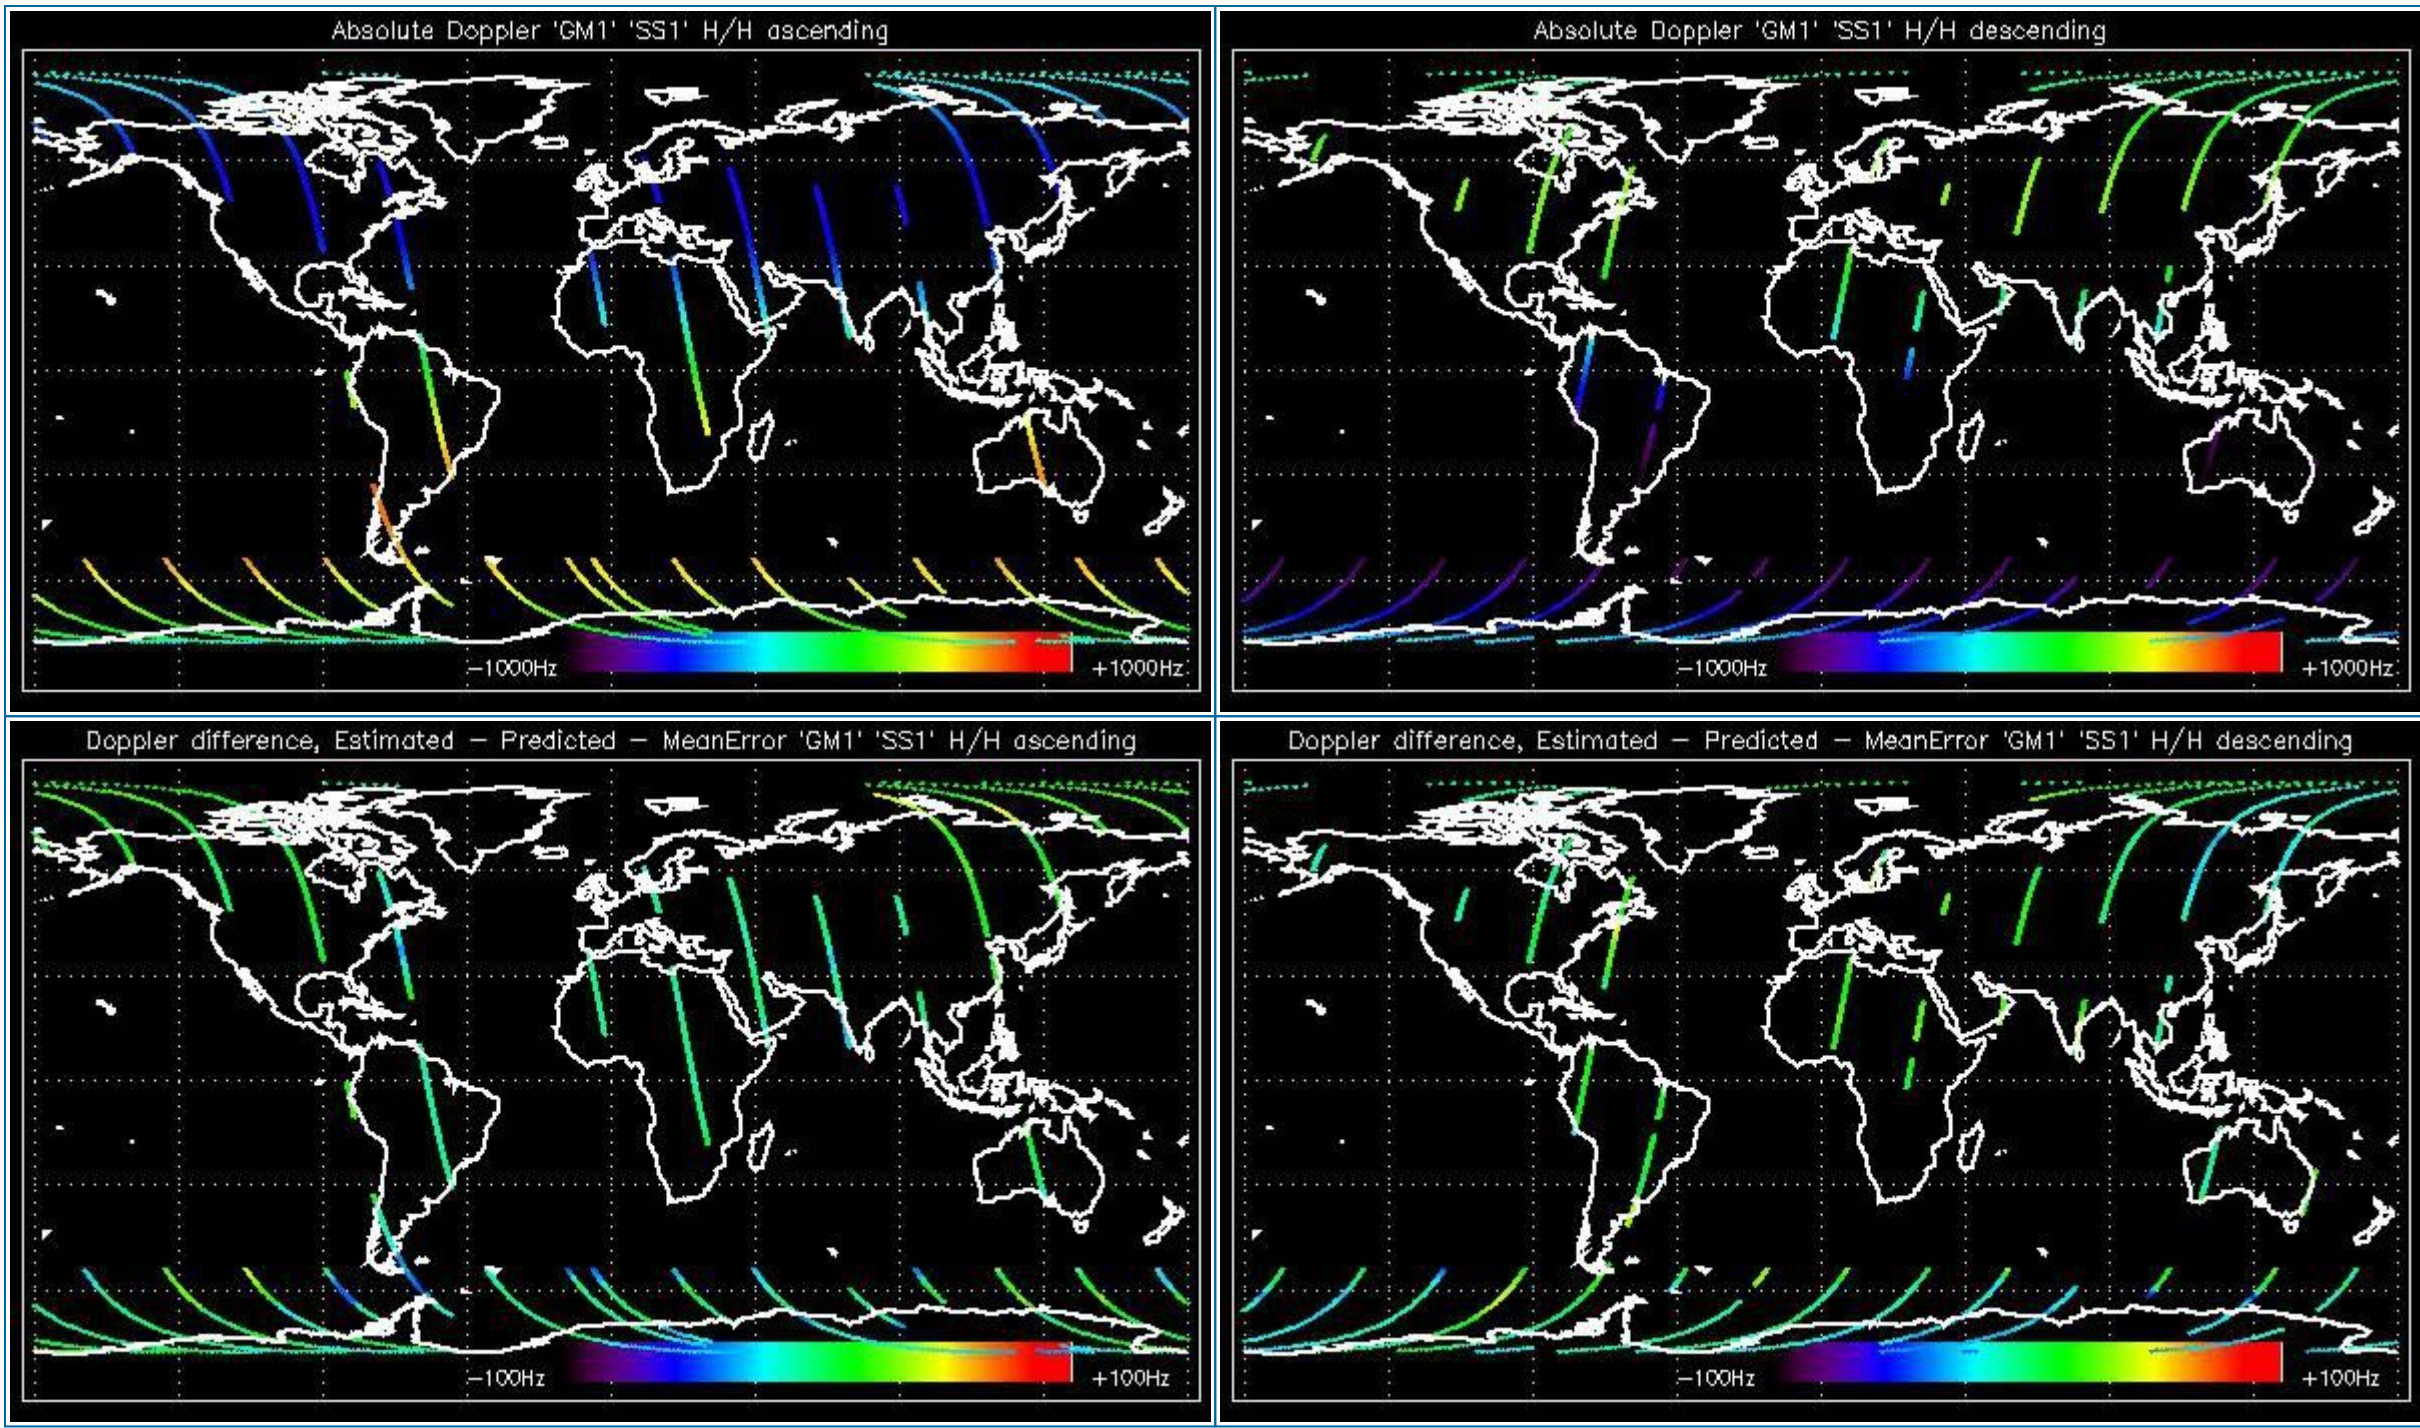 Absolute Doppler 'GM1' 'SS1' H/H ascending
−1000Hz
+1000Hz
Absolute Doppler 'GM1' 'SS1' H/H descending
−1000Hz
+1000Hz
Doppler difference, Estimated − Predicted − MeanError 'GM1' 'SS1' H/H ascending
−100Hz
+100Hz
Doppler difference, Estimated − Predicted − MeanError 'GM1' 'SS1' H/H descending
−100Hz
+100Hz